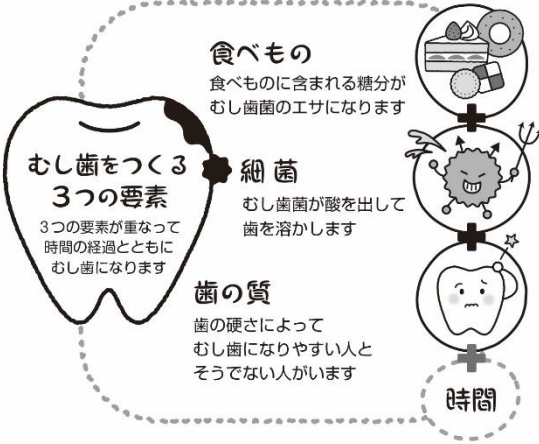 むし歯をつくる
3つの要素
3つの要素が重なって
時間の経過とともに
むし歯になります
食べもの
食べものに含まれる糖分が
むし歯菌のエサになります
細菌
むし歯菌が酸を出して
歯を溶かします
歯の質
歯の硬さによって
むし歯になりやすい人と
そうでない人がいます
時間